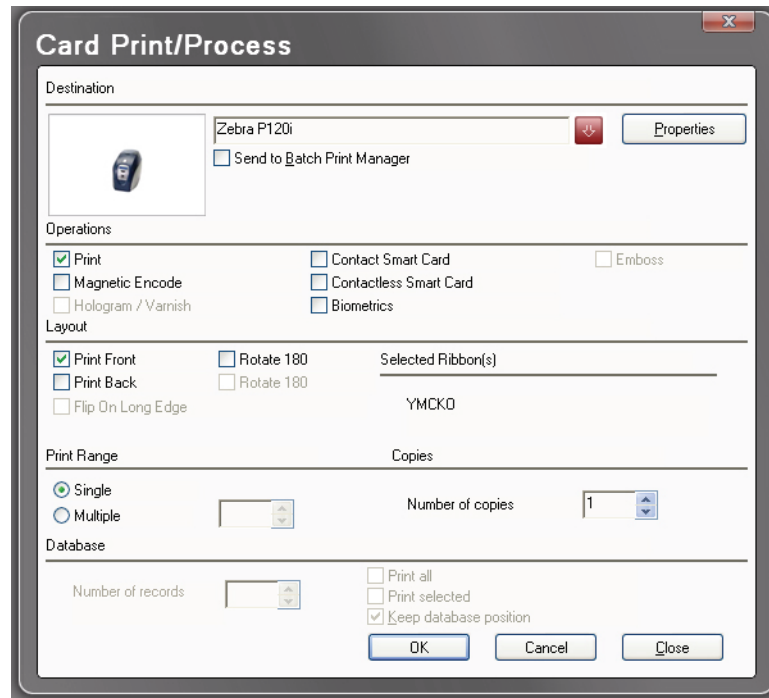 Card Print/Process
Destination
Zebra P120i
Properties
Send to Batch Print Manager
Operations
Print
Contact Smart Card
Emboss
Magnetic Encode
Contactless Smart Card
Hologram / Varnish
Biometrics
Layout
Print Front
Rotate 180
Selected Ribbon(s)
Print Back
Rotate 180
YMCKO
Flip On Long Edge
Print Range
Copies
Single
Number of copies
1
Multiple
Database
Number of records
Print all
Print selected
Keep database position
OK
Cancel
Close